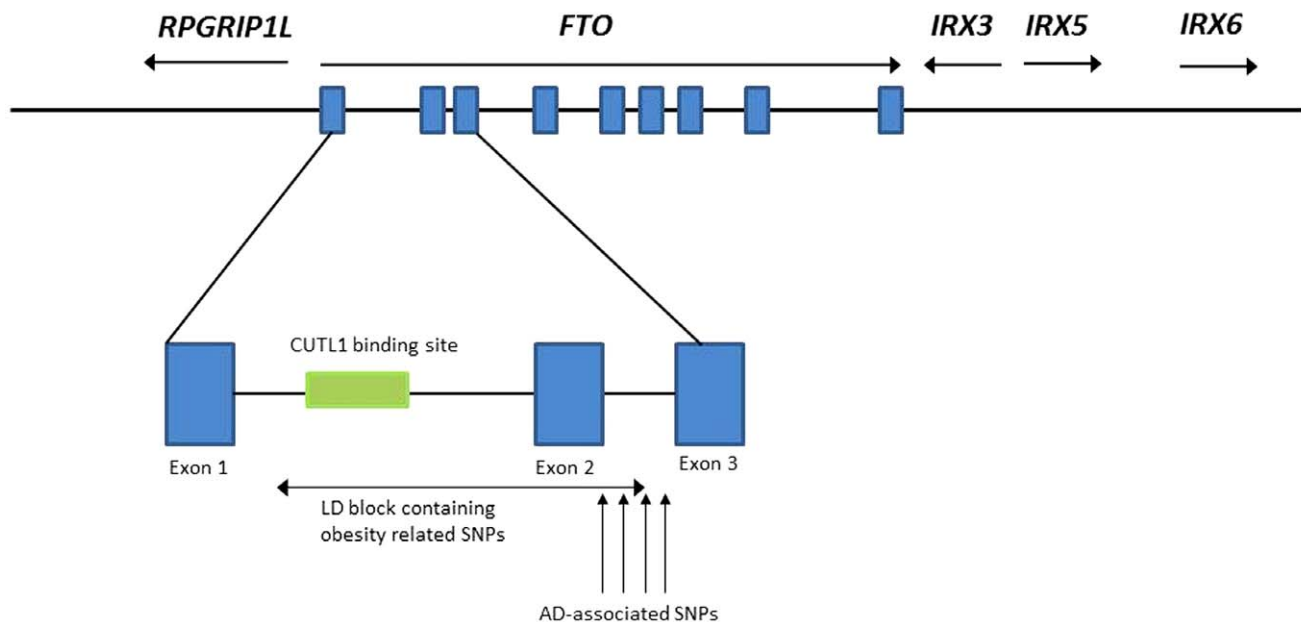 RPGRIP1L FTO IRX3 IRX5 IRX6
CUTL1 binding site
Exon 1 Exon 2 Exon 3
LD block containing
obesity related SNPs
AD-associated SNPs